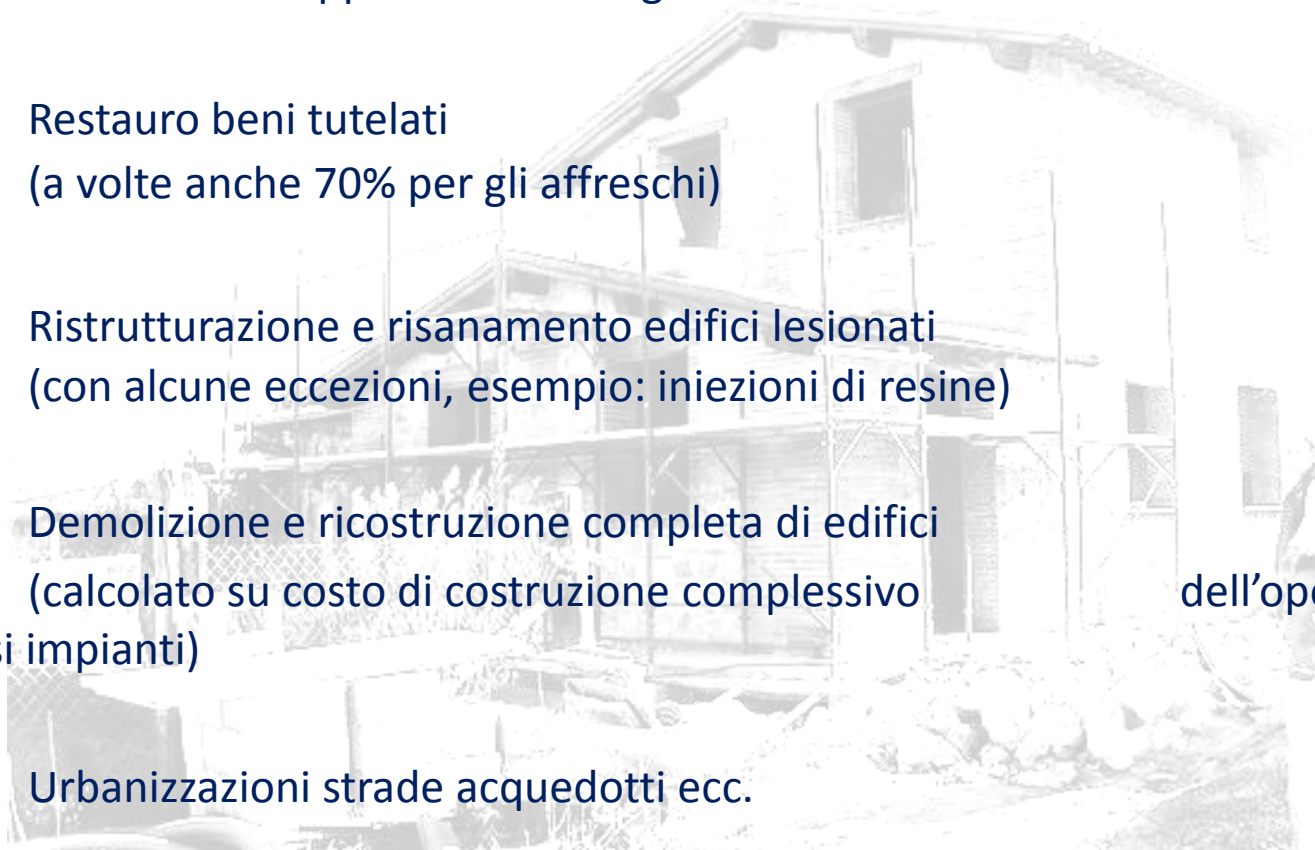 Restauro beni tutelati
(a volte anche 70% per gli affreschi)
Ristrutturazione e risanamento edifici lesionati
(con alcune eccezioni, esempio: iniezioni di resine)
Demolizione e ricostruzione completa di edifici
(calcolato su costo di costruzione complessivo
impianti)
Urbanizzazioni strade acquedotti ecc.